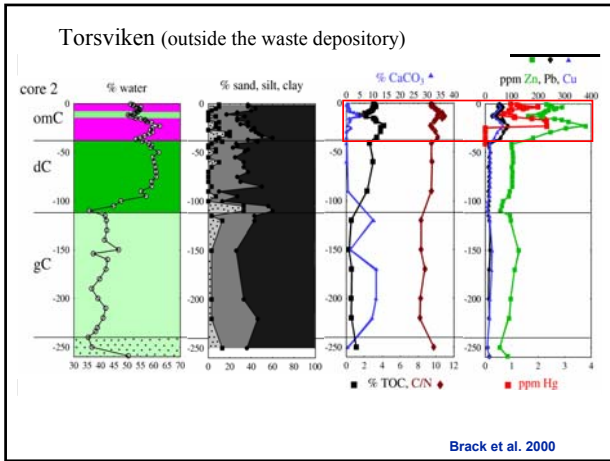 Torsviken (outside the waste depository)
core 2
% water
% sand, silt, clay
% CaCO3
ppm Zn, Pb, Cu
0 5 10 15 20 25 30 35 40
0 100 200 300 400
omC
dC
gC
0
-50
-100
-150
-200
-250
30 35 40 45 50 55 60 65 70
0 20 40 60 80 100
0 2 4 6 8 10 12
0 1 2 3 4
% TOC, C/N
ppm Hg
Brack et al. 2000